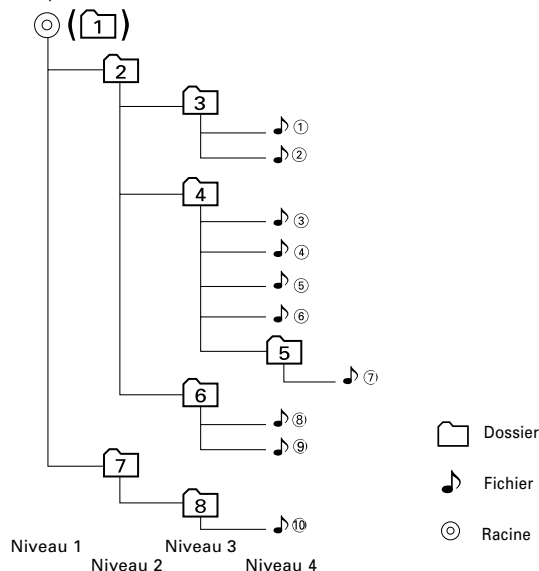 (1)
2
3
①
②
4
③
④
⑤
⑥
5
⑦
6
⑧
⑨
Dossier
7
Fichier
8
⑩
Racine
Niveau 1
Niveau 2
Niveau 3
Niveau 4